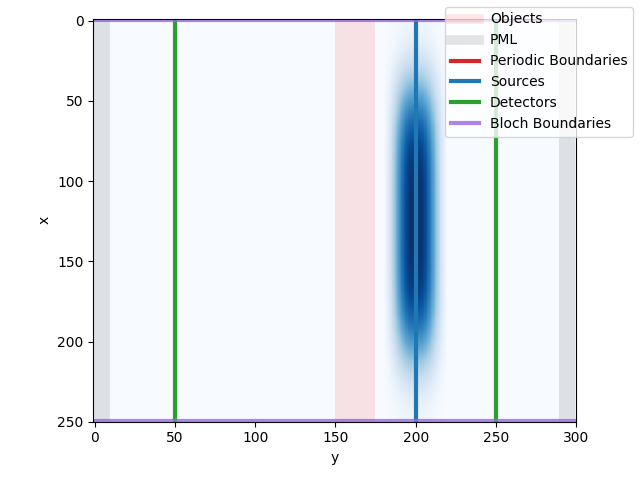 Objects
PML
Periodic Boundaries
Sources
Detectors
Bloch Boundaries
0
50
100
150
200
250
x
0
50
100
150
200
250
300
y